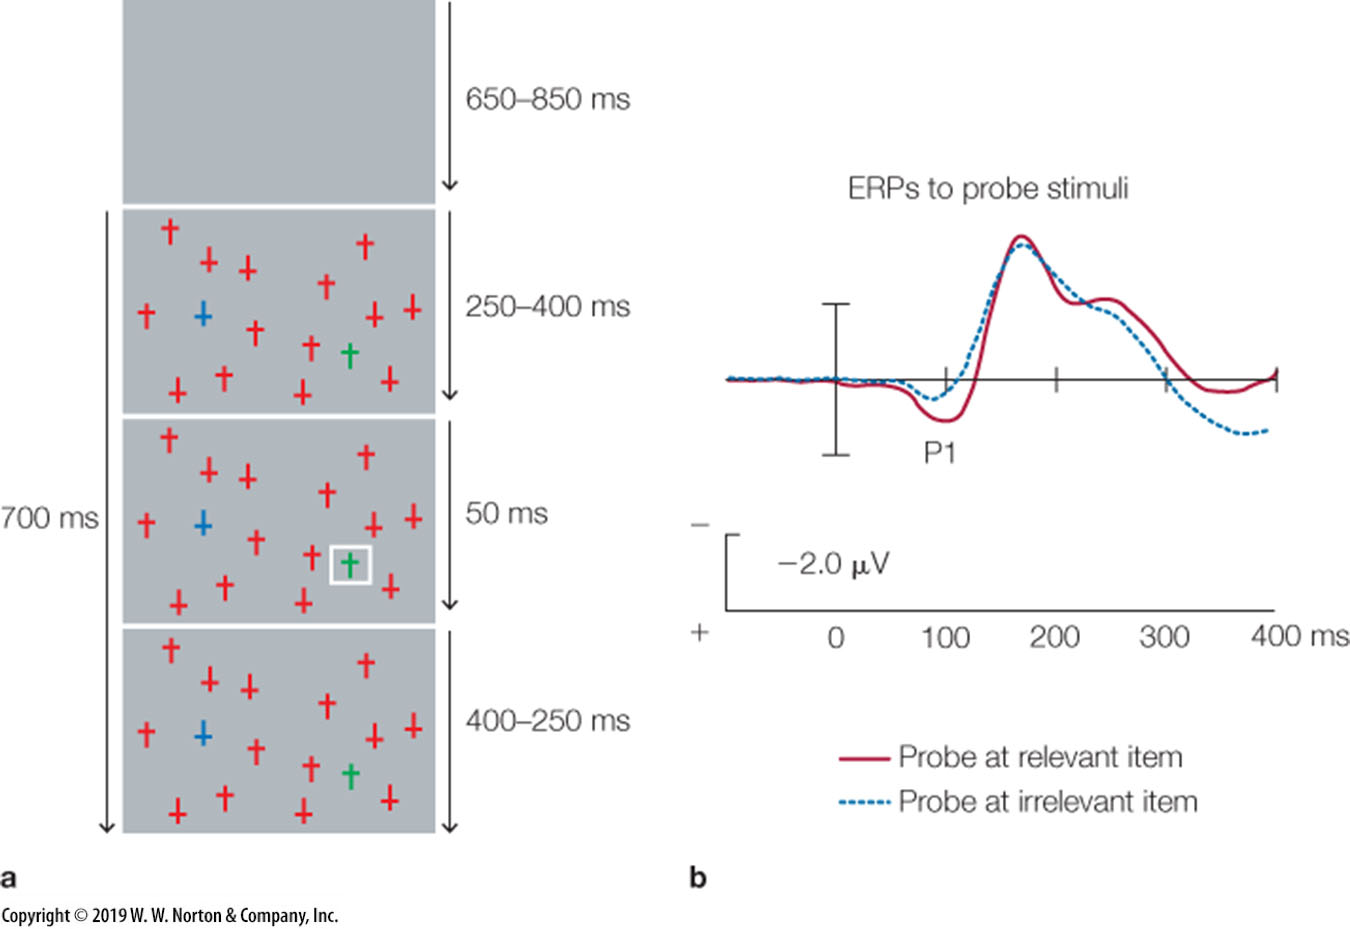 650–850 ms
250–400 ms
700 ms
50 ms
400–250 ms
a
ERPs to probe stimuli
P1
−
−2.0 μV
+
0 100 200 300 400 ms
Probe at relevant item
Probe at irrelevant item
b
Copyright © 2019 W. W. Norton & Company, Inc.